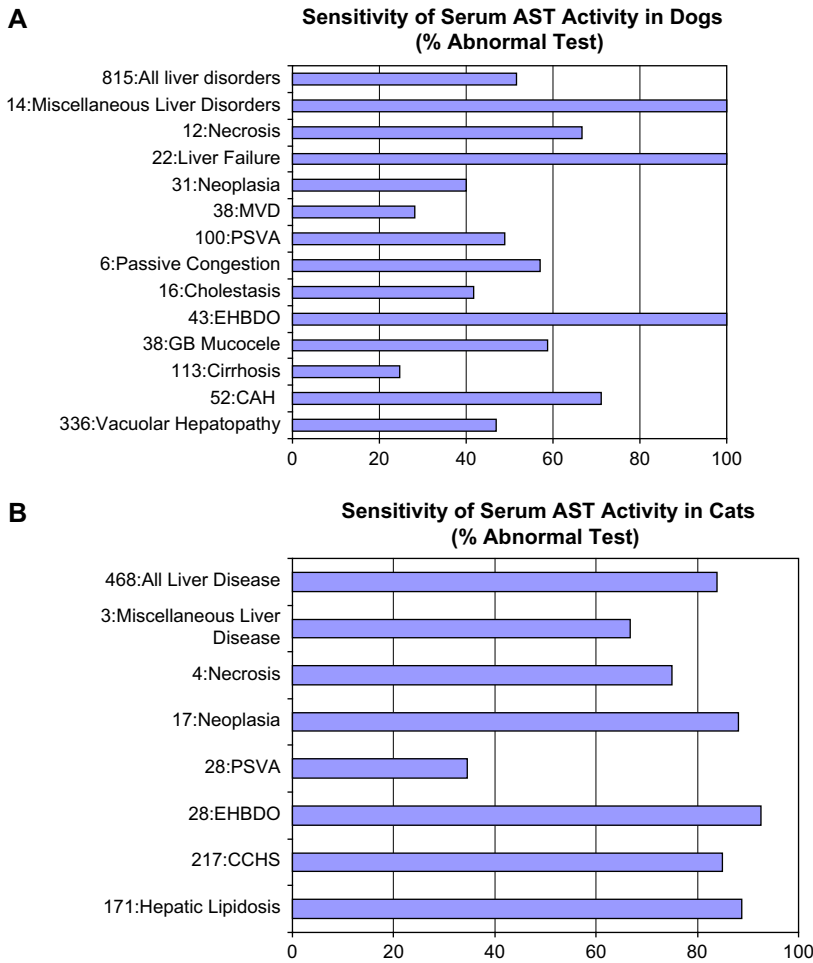 A
Sensitivity of Serum AST Activity in Dogs
(% Abnormal Test)
815:All liver disorders
14:Miscellaneous Liver Disorders
12:Necrosis
22:Liver Failure
31:Neoplasia
38:MVD
100:PSVA
6:Passive Congestion
16:Cholestasis
43:EHBDO
38:GB Mucocele
113:Cirrhosis
52:CAH
336:Vacuolar Hepatopathy
0 20 40 60 80 100
B
Sensitivity of Serum AST Activity in Cats
(% Abnormal Test)
468:All Liver Disease
3:Miscellaneous Liver
Disease
4:Necrosis
17:Neoplasia
28:PSVA
28:EHBDO
217:CCHS
171:Hepatic Lipidosis
0 20 40 60 80 100